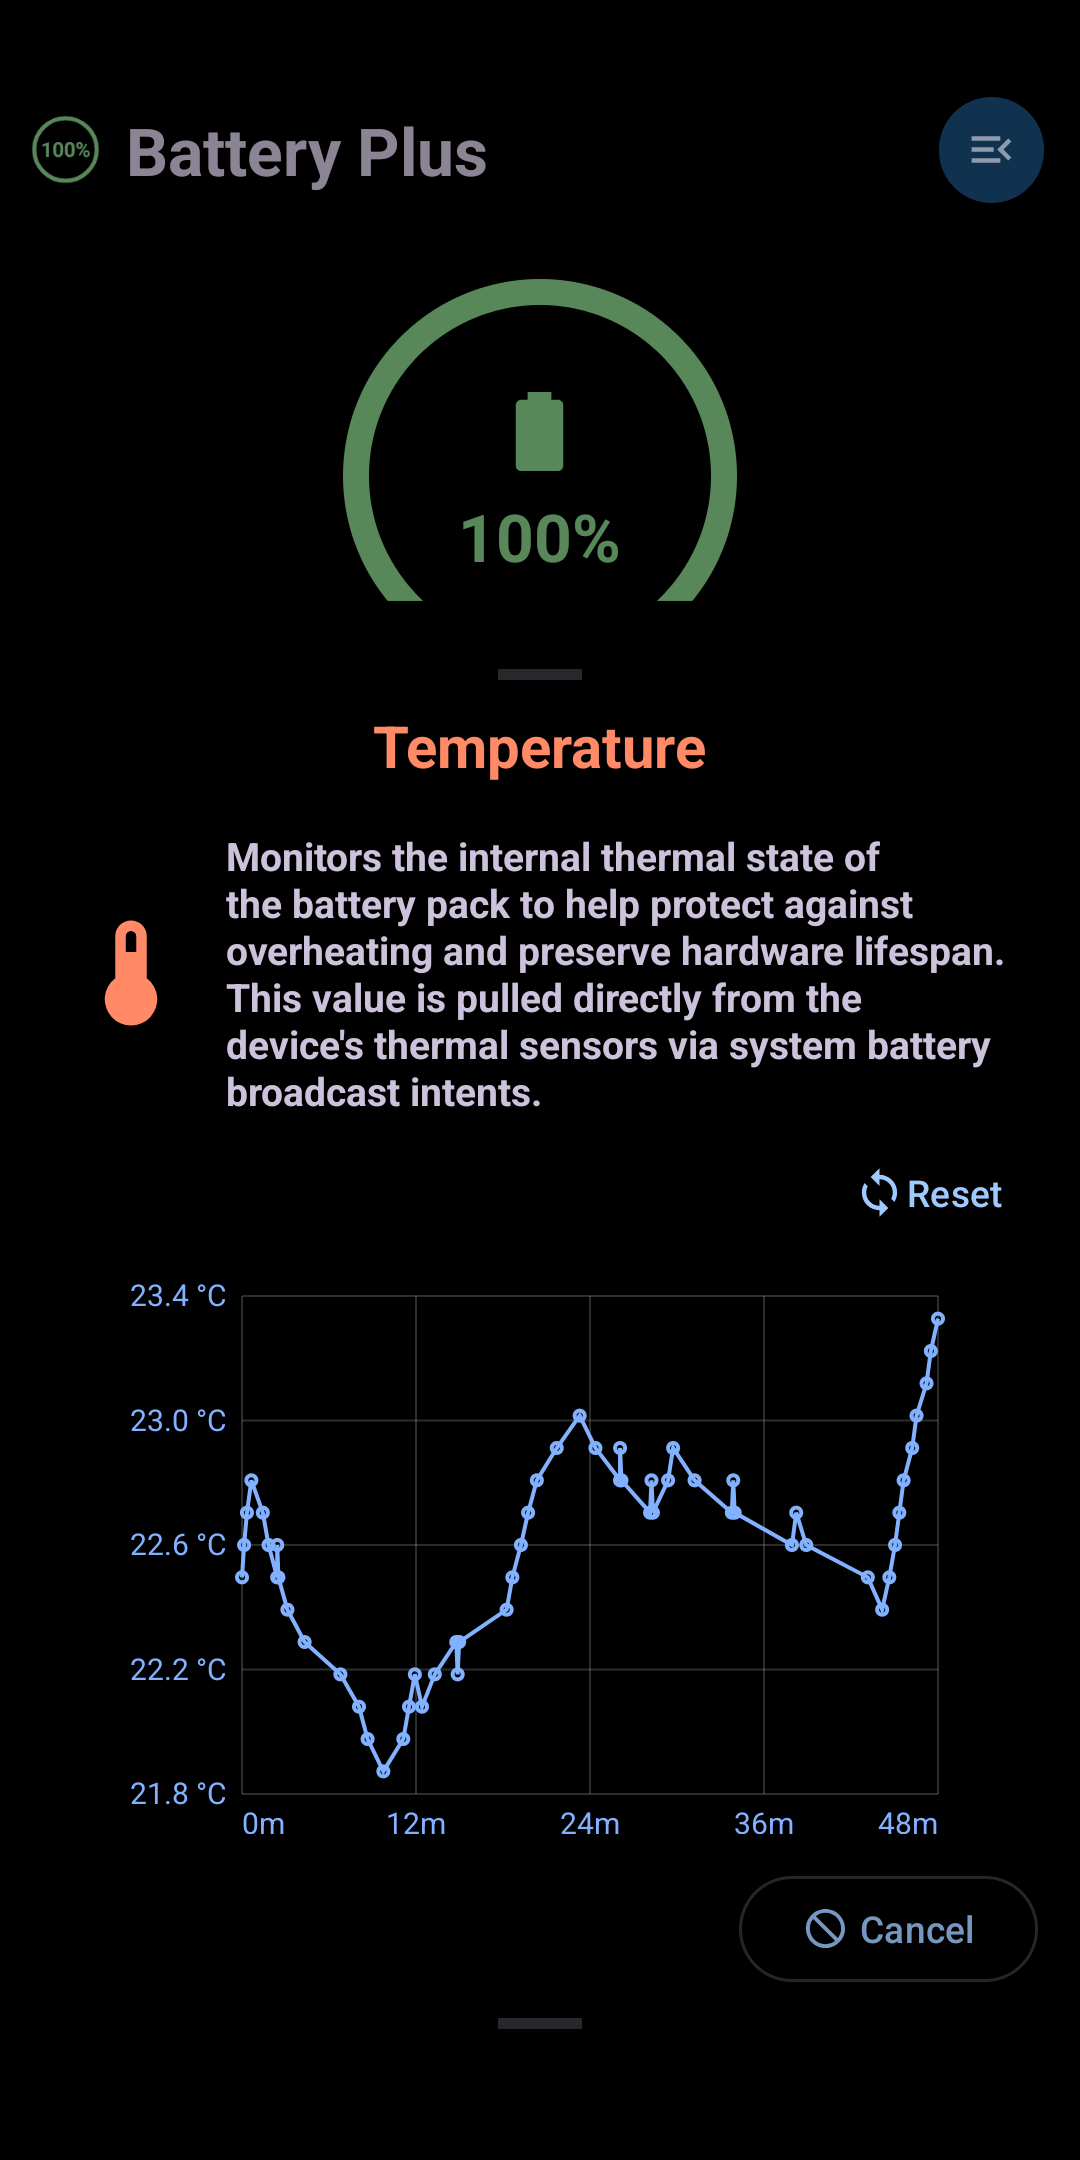 100%
Battery Plus
100%
Temperature
Monitors the internal thermal state of
the battery pack to help protect against
overheating and preserve hardware lifespan.
This value is pulled directly from the
device's thermal sensors via system battery
broadcast intents.
Reset
23.4 °C
23.0 °C
22.6 °C
22.2 °C
21.8 °C
0m 12m 24m 36m 48m
Cancel